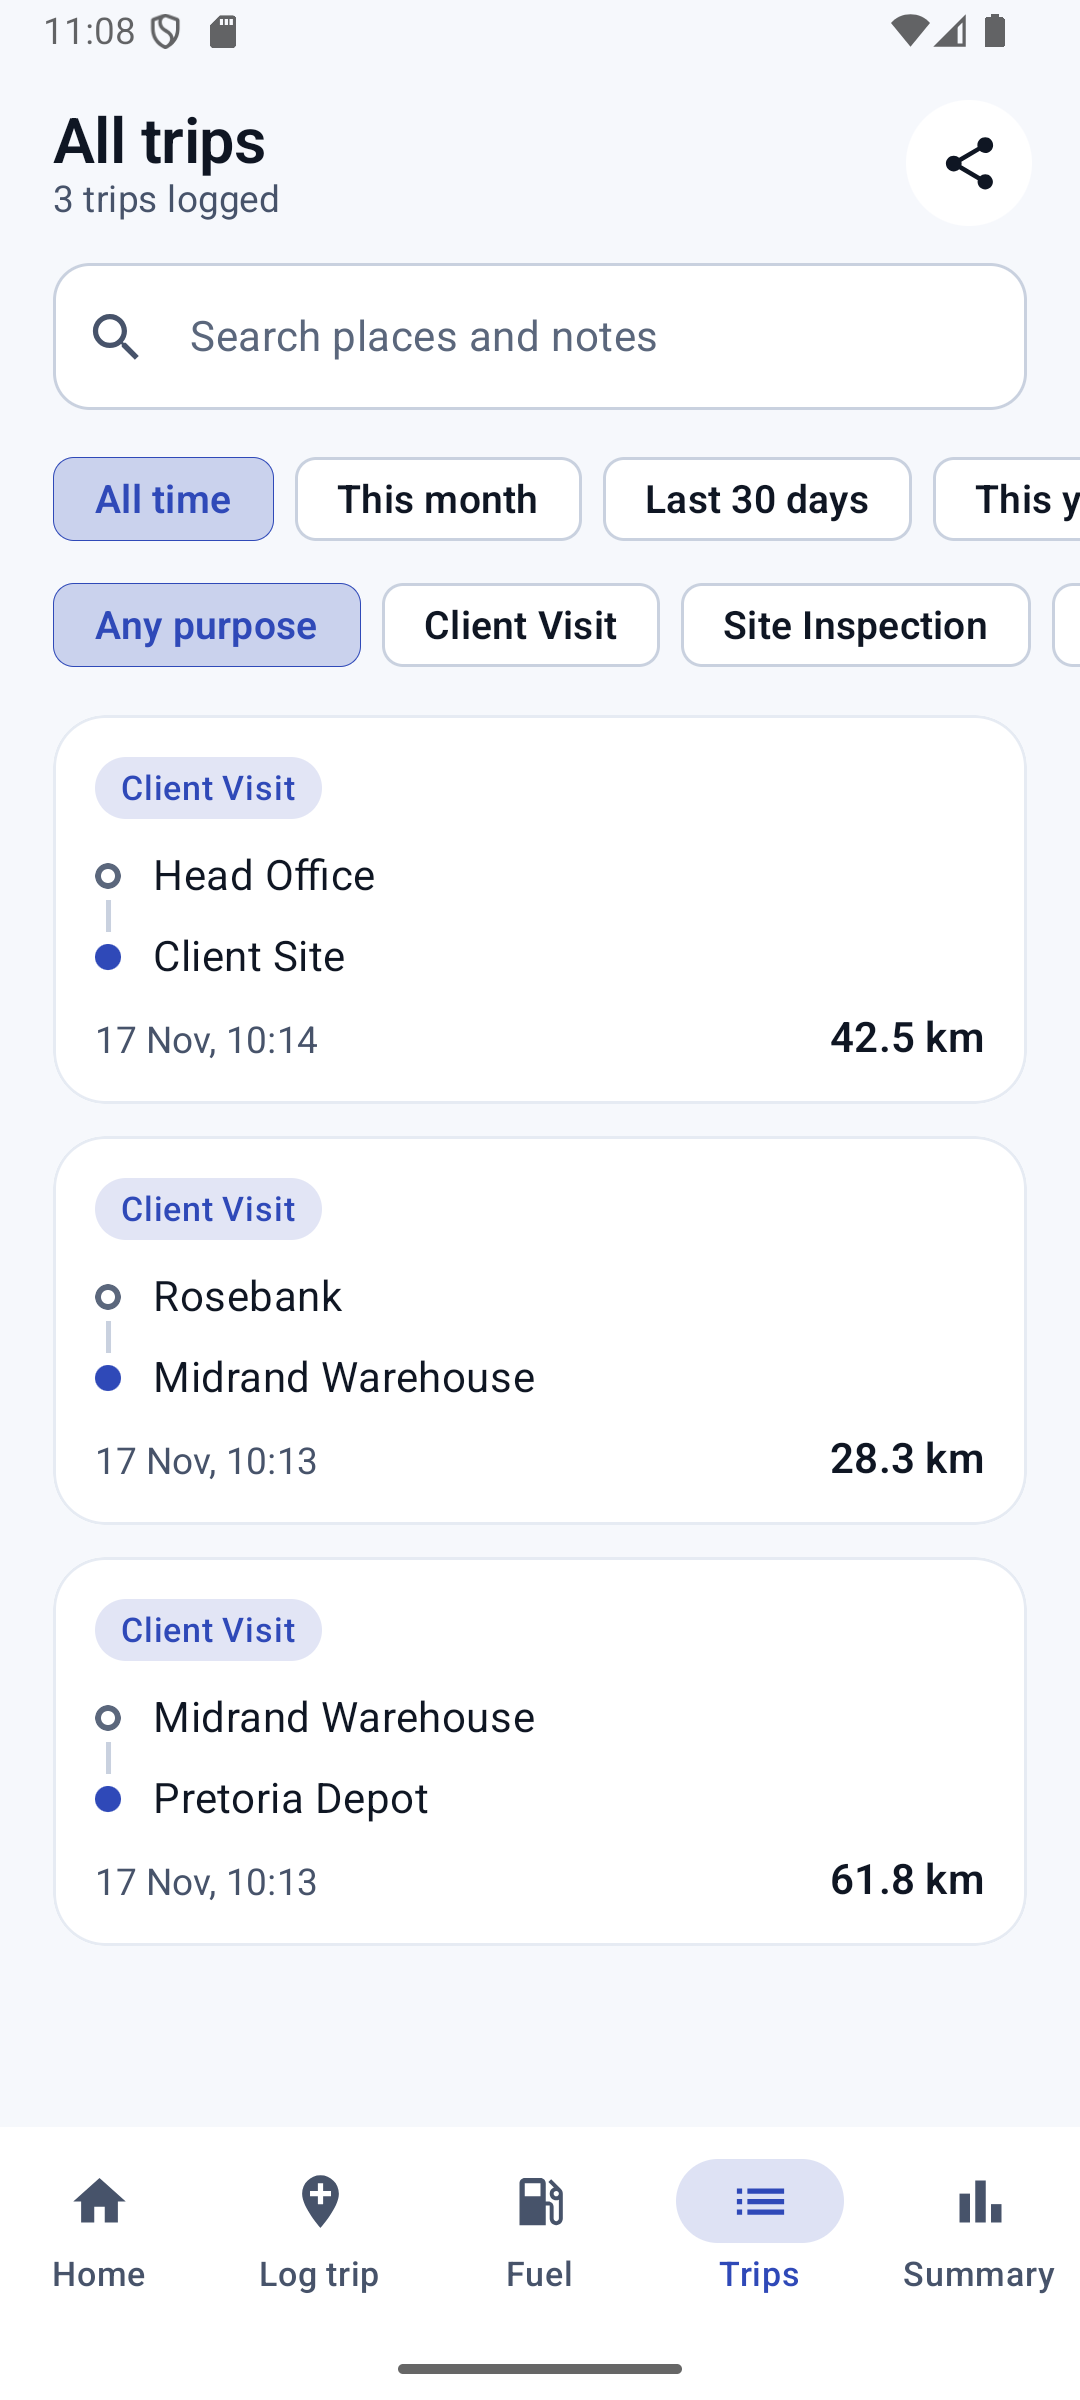 11:08
All trips
3 trips logged
Search places and notes
All time This month Last 30 days This y
Any purpose Client Visit Site Inspection
Client Visit
Head Office
Client Site
17 Nov, 10:14 42.5 km
Client Visit
Rosebank
Midrand Warehouse
17 Nov, 10:13 28.3 km
Client Visit
Midrand Warehouse
Pretoria Depot
17 Nov, 10:13 61.8 km
Home Log trip Fuel Trips Summary